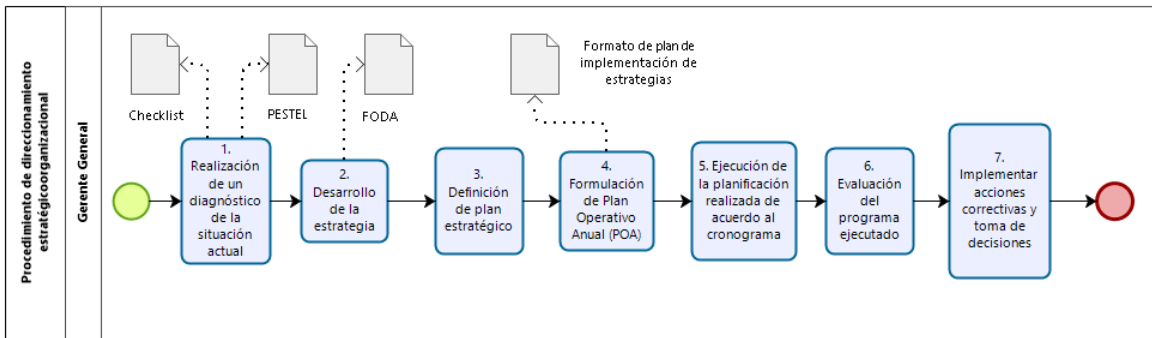 Procedimiento de direccionamiento
estratégicoorganizacional
Gerente General
Checklist
PESTEL
FODA
Formato de plan de
implementación de
estrategias
1.
Realización
de un
diagnóstico
de la
situación
actual
2.
Desarrollo
de la
estrategia
3.
Definición
de plan
estratégico
4.
Formulación
de Plan
Operativo
Anual (POA)
5. Ejecución de
la planificación
realizada de
acuerdo al
cronograma
6.
Evaluación
del
programa
ejecutado
7.
Implementar
acciones
correctivas y
toma de
decisiones